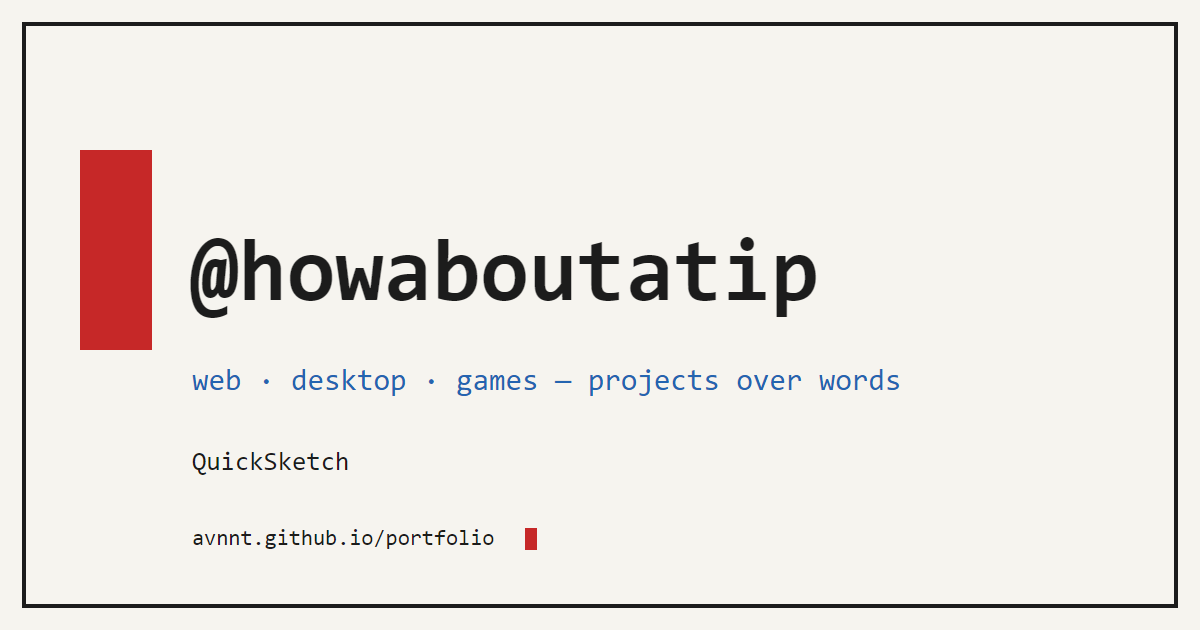 @howaboutatip
web · desktop · games — projects over words
QuickSketch
avnnt.github.io/portfolio